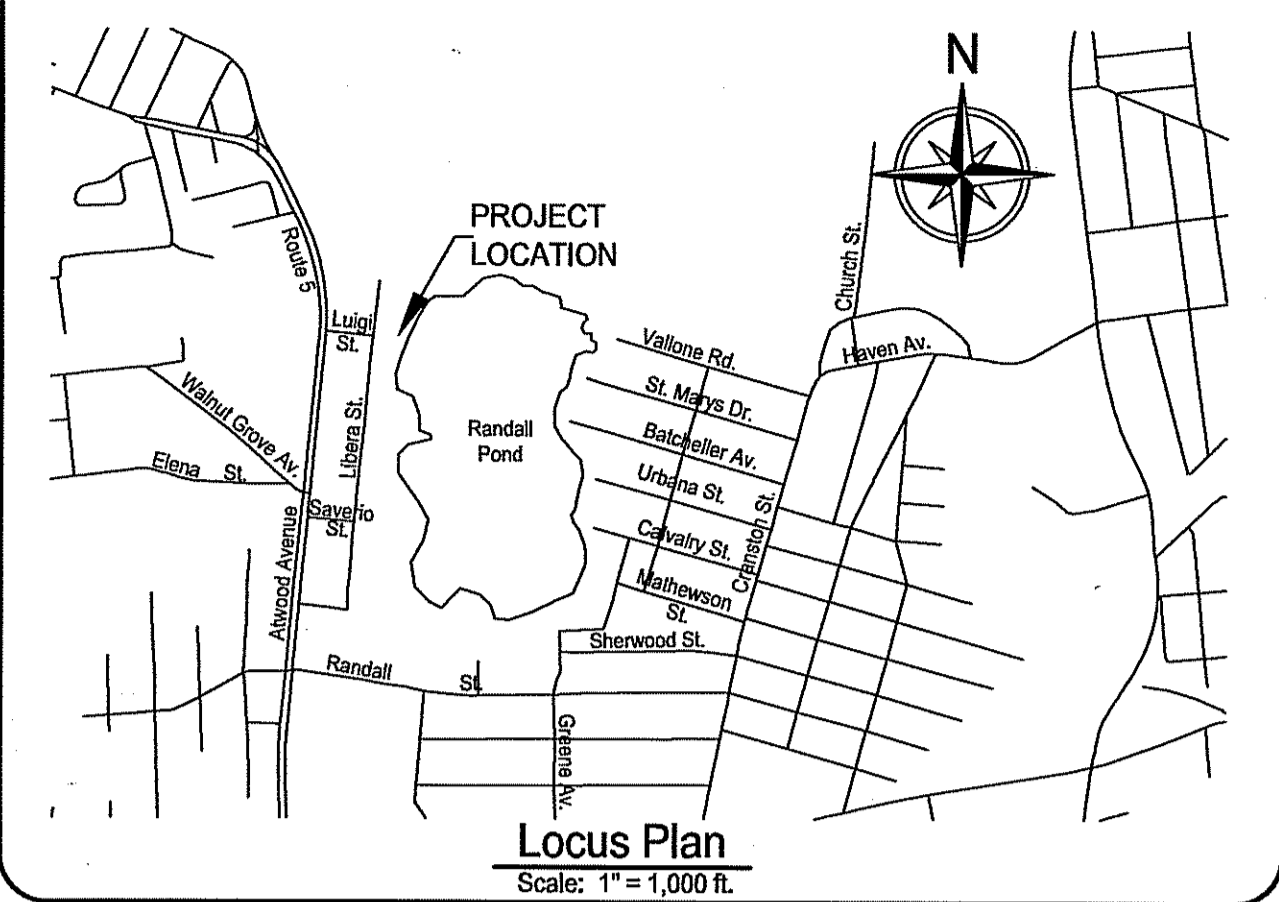 N
PROJECT
LOCATION
Route 5
Church St.
Luigi
St.
Vallone Rd.
Haven Av.
St. Marys Dr.
Walnut Grove Av.
Libera St.
Randall
Pond
Batcheller Av.
Elena St.
Urbana St.
Saverio
St.
Calvalry St.
Cranston St.
Atwood Avenue
Mathewson
St.
Sherwood St.
Randall St.
Greene Av.
Locus Plan
Scale: 1" = 1,000 ft.